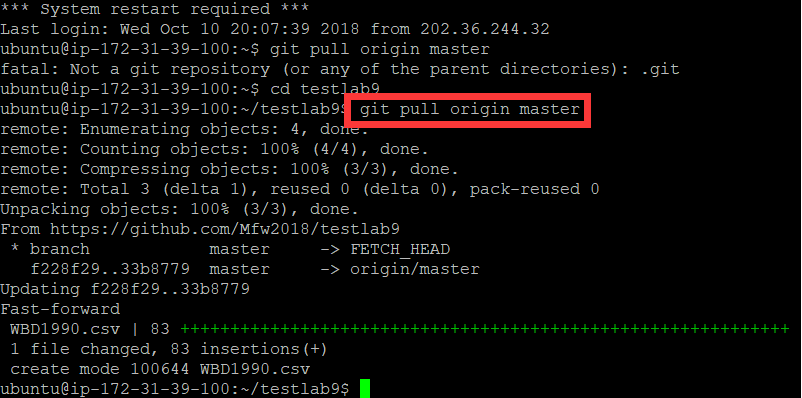 *** System restart required ***
Last login: Wed Oct 10 20:07:39 2018 from 202.36.244.32
ubuntu@ip-172-31-39-100:~$ git pull origin master
fatal: Not a git repository (or any of the parent directories): .git
ubuntu@ip-172-31-39-100:~$ cd testlab9
ubuntu@ip-172-31-39-100:~/testlab9$ git pull origin master
remote: Enumerating objects: 4, done.
remote: Counting objects: 100% (4/4), done.
remote: Compressing objects: 100% (3/3), done.
remote: Total 3 (delta 1), reused 0 (delta 0), pack-reused 0
Unpacking objects: 100% (3/3), done.
From https://github.com/Mfw2018/testlab9
 * branch            master     -> FETCH_HEAD
   f228f29..33b8779  master     -> origin/master
Updating f228f29..33b8779
Fast-forward
 WBD1990.csv | 83 +++++++++++++++++++++++++++++++++++++++++++++++++++++++++++++
 1 file changed, 83 insertions(+)
 create mode 100644 WBD1990.csv
ubuntu@ip-172-31-39-100:~/testlab9$